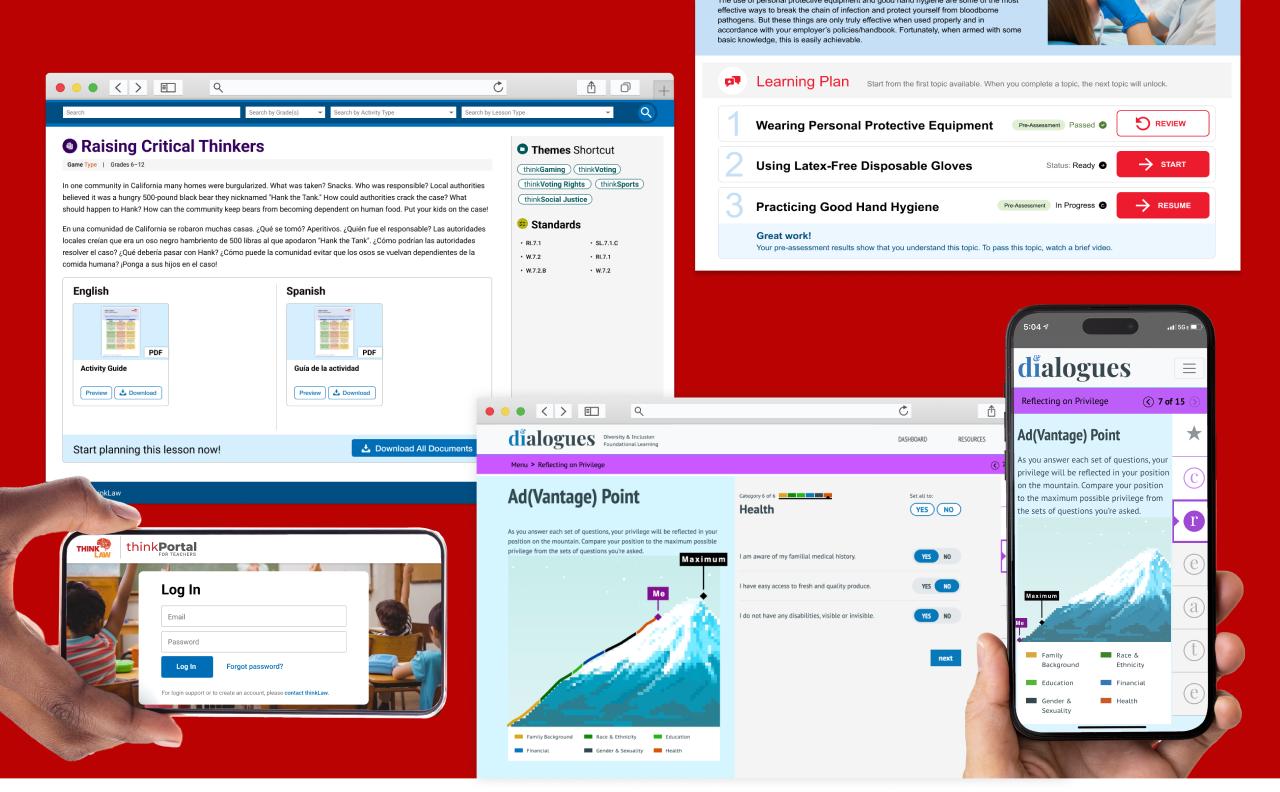 The use of personal protective equipment and good hand hygiene are some of the most
effective ways to break the chain of infection and protect yourself from bloodborne
pathogens. But these things are only truly effective when used properly and in
accordance with your employer's policies/handbook. Fortunately, when armed with some
basic knowledge, this is easily achievable.
Learning Plan
Start from the first topic available. When you complete a topic, the next topic will unlock.
1 Wearing Personal Protective Equipment Pre-Assessment Passed REVIEW
2 Using Latex-Free Disposable Gloves Status: Ready START
3 Practicing Good Hand Hygiene Pre-Assessment In Progress RESUME
Great work!
Your pre-assessment results show that you understand this topic. To pass this topic, watch a brief video.
Search Search by Grade(s) Search by Activity Type Search by Lesson Type
Raising Critical Thinkers
Game Type | Grades 6–12
In one community in California many homes were burgularized. What was taken? Snacks. Who was responsible? Local authorities
believed it was a hungry 500-pound black bear they nicknamed "Hank the Tank." How could authorities crack the case? What
should happen to Hank? How can the community keep bears from becoming dependent on human food. Put your kids on the case!
En una comunidad de California se robaron muchas casas. ¿Qué se tomó? Aperitivos. ¿Quién fue el responsable? Las autoridades
locales creían que era un oso negro hambriento de 500 libras al que apodaron "Hank the Tank". ¿Cómo podrían las autoridades
resolver el caso? ¿Qué debería pasar con Hank? ¿Cómo puede la comunidad evitar que los osos se vuelvan dependientes de la
comida humana? ¡Ponga a sus hijos en el caso!
English
PDF
Activity Guide
Preview Download
Spanish
PDF
Guía de la actividad
Preview Download
Start planning this lesson now!
Download All Documents
Themes Shortcut
thinkGaming thinkVoting
thinkVoting Rights thinkSports
thinkSocial Justice
Standards
• RI.7.1 • SL.7.1.C
• W.7.2 • RI.7.1
• W.7.2.B • W.7.2
nkLaw
THINK LAW
thinkPortal
FOR TEACHERS
Log In
Email
Password
Log In Forgot password?
For login support or to create an account, please contact thinkLaw.
di&alogues
Diversity & Inclusion
Foundational Learning
DASHBOARD RESOURCES
Menu > Reflecting on Privilege
Ad(Vantage) Point
As you answer each set of questions, your privilege will be reflected in your
position on the mountain. Compare your position to the maximum possible
privilege from the sets of questions you're asked.
Maximum
Me
Family Background Race & Ethnicity Education
Financial Gender & Sexuality Health
Category 6 of 6
Health
Set all to:
YES NO
I am aware of my familial medical history. YES NO
I have easy access to fresh and quality produce. YES NO
I do not have any disabilities, visible or invisible. YES NO
next
5:04 5G
di&alogues
Reflecting on Privilege 7 of 15
Ad(Vantage) Point
As you answer each set of questions, your
privilege will be reflected in your position
on the mountain. Compare your position
to the maximum possible privilege from
the sets of questions you're asked.
Maximum
Me
Family
Background
Race &
Ethnicity
Education
Financial
Gender &
Sexuality
Health
c
r
e
a
t
e